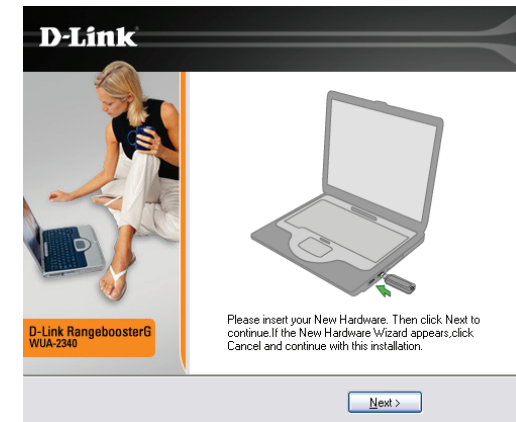 D-Link
Please insert your New Hardware. Then click Next to
continue.If the New Hardware Wizard appears,click
Cancel and continue with this installation.
D-Link RangeboosterG
WUA-2340
Next >